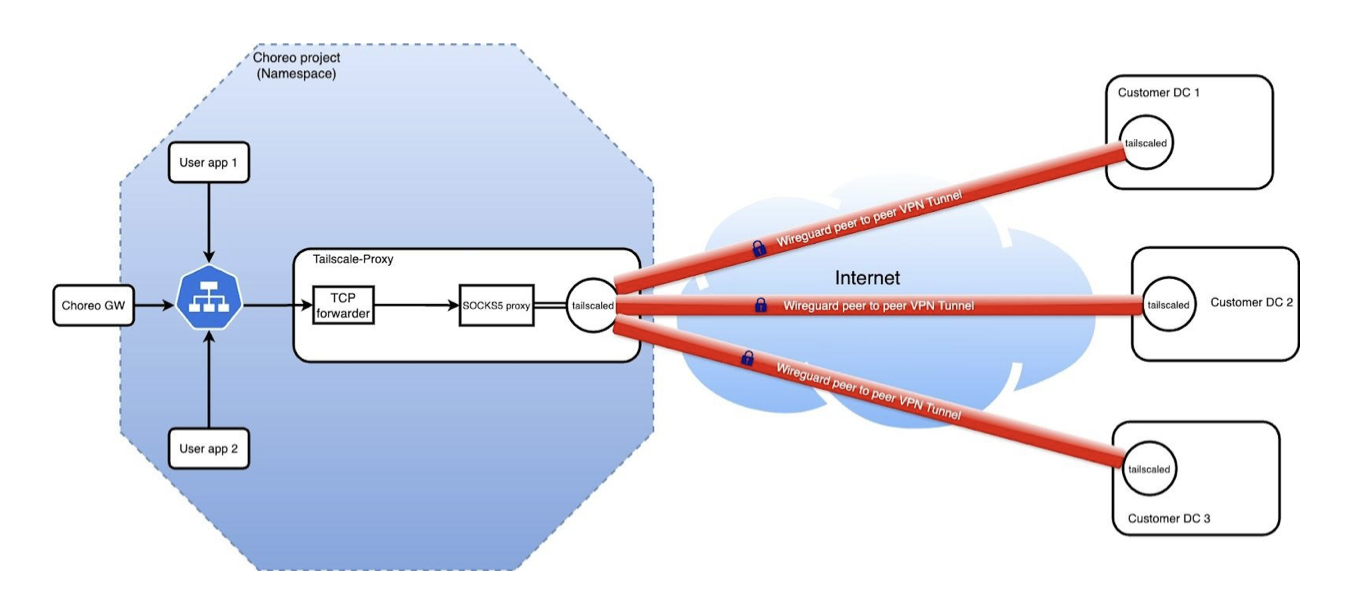 Choreo project
(Namespace)
Customer DC 1
tailscaled
User app 1
Wireguard peer to peer VPN Tunnel
Tailscale-Proxy
Internet
Choreo GW
TCP
forwarder
SOCKS5 proxy
tailscaled
Wireguard peer to peer VPN Tunnel
tailscaled
Customer DC 2
Wireguard peer to peer VPN Tunnel
User app 2
tailscaled
Customer DC 3